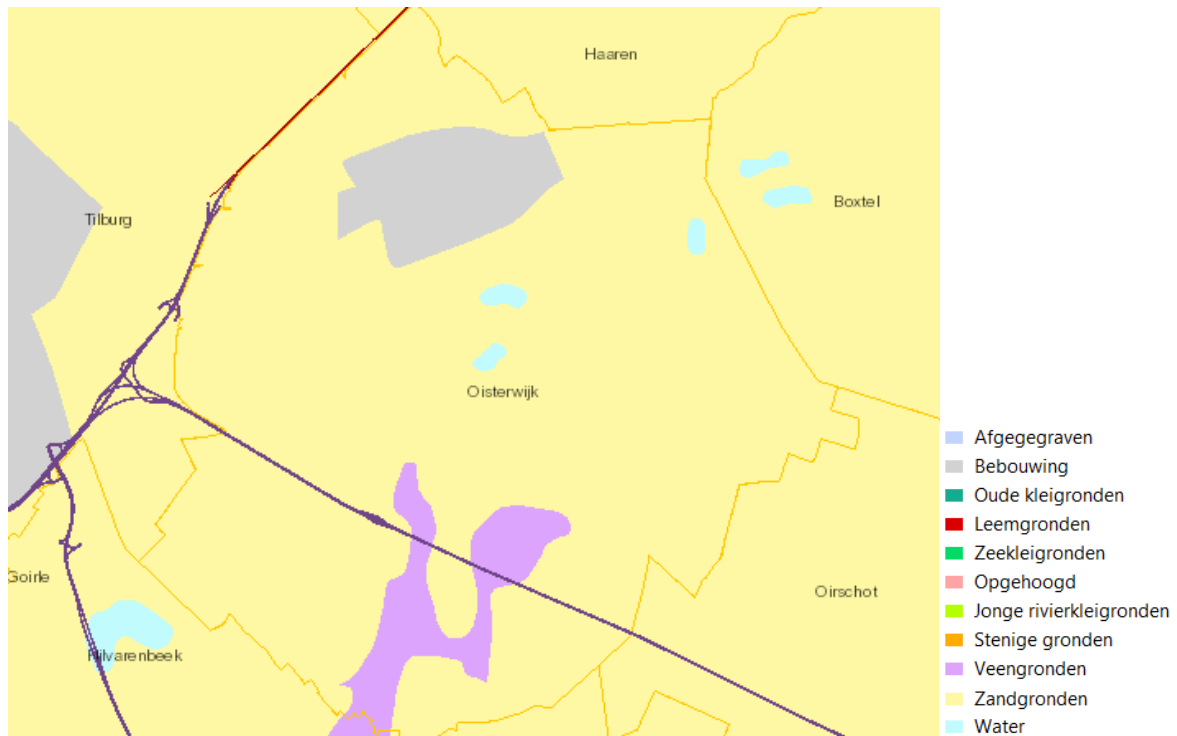 Haaren
Boxtel
Tilburg
Oisterwijk
Goirle
Oirschot
Hilvarenbeek
Afgegegraven
Bebouwing
Oude kleigronden
Leemgronden
Zeekleigronden
Opgehoogd
Jonge rivierkleigronden
Stenige gronden
Veengronden
Zandgronden
Water